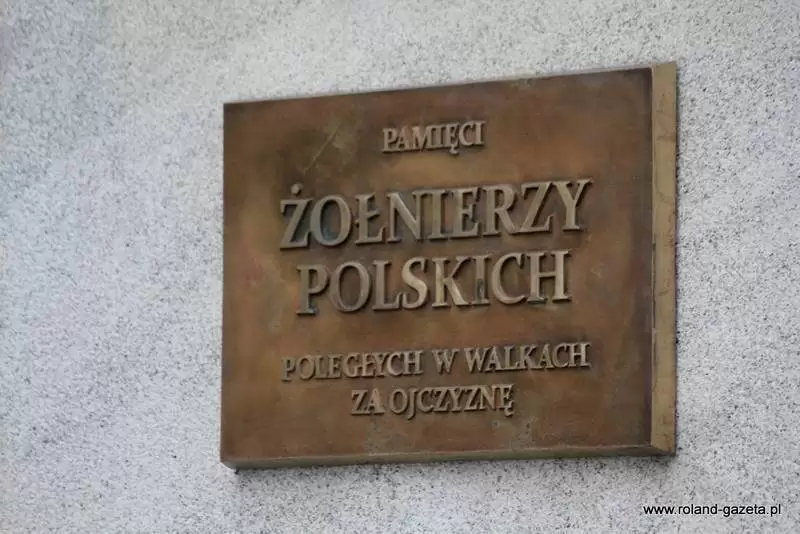 PAMIĘCI
ŻOŁNIERZY
POLSKICH
POLEGŁYCH W WALKACH
ZA OJCZYZNĘ
www.roland-gazeta.pl